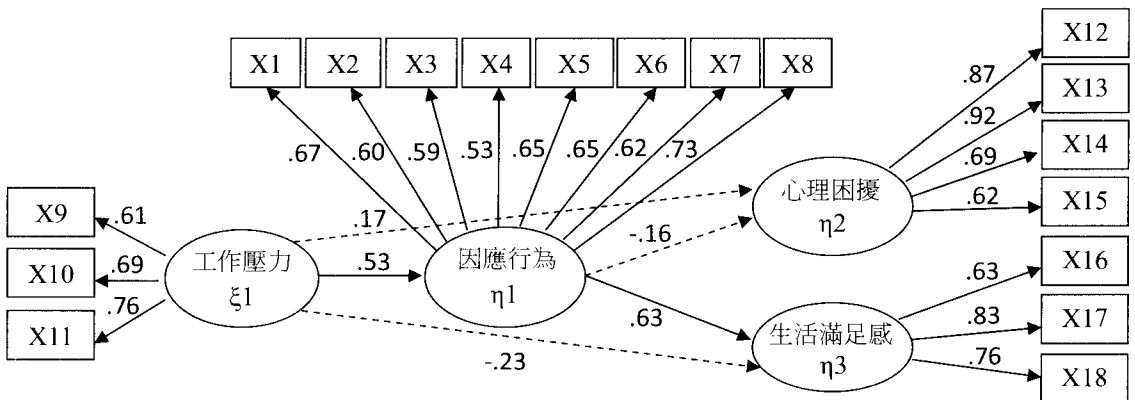 X1 X2 X3 X4 X5 X6 X7 X8
.67 .60 .59 .53 .65 .65 .62 .73
X9
X10
X11
.61
.69
.76
工作壓力
ξ1
.17
.53
-.23
因應行為
η1
-.16
.63
心理困擾
η2
.87
.92
.69
.62
X12
X13
X14
X15
生活滿足感
η3
.63
.83
.76
X16
X17
X18